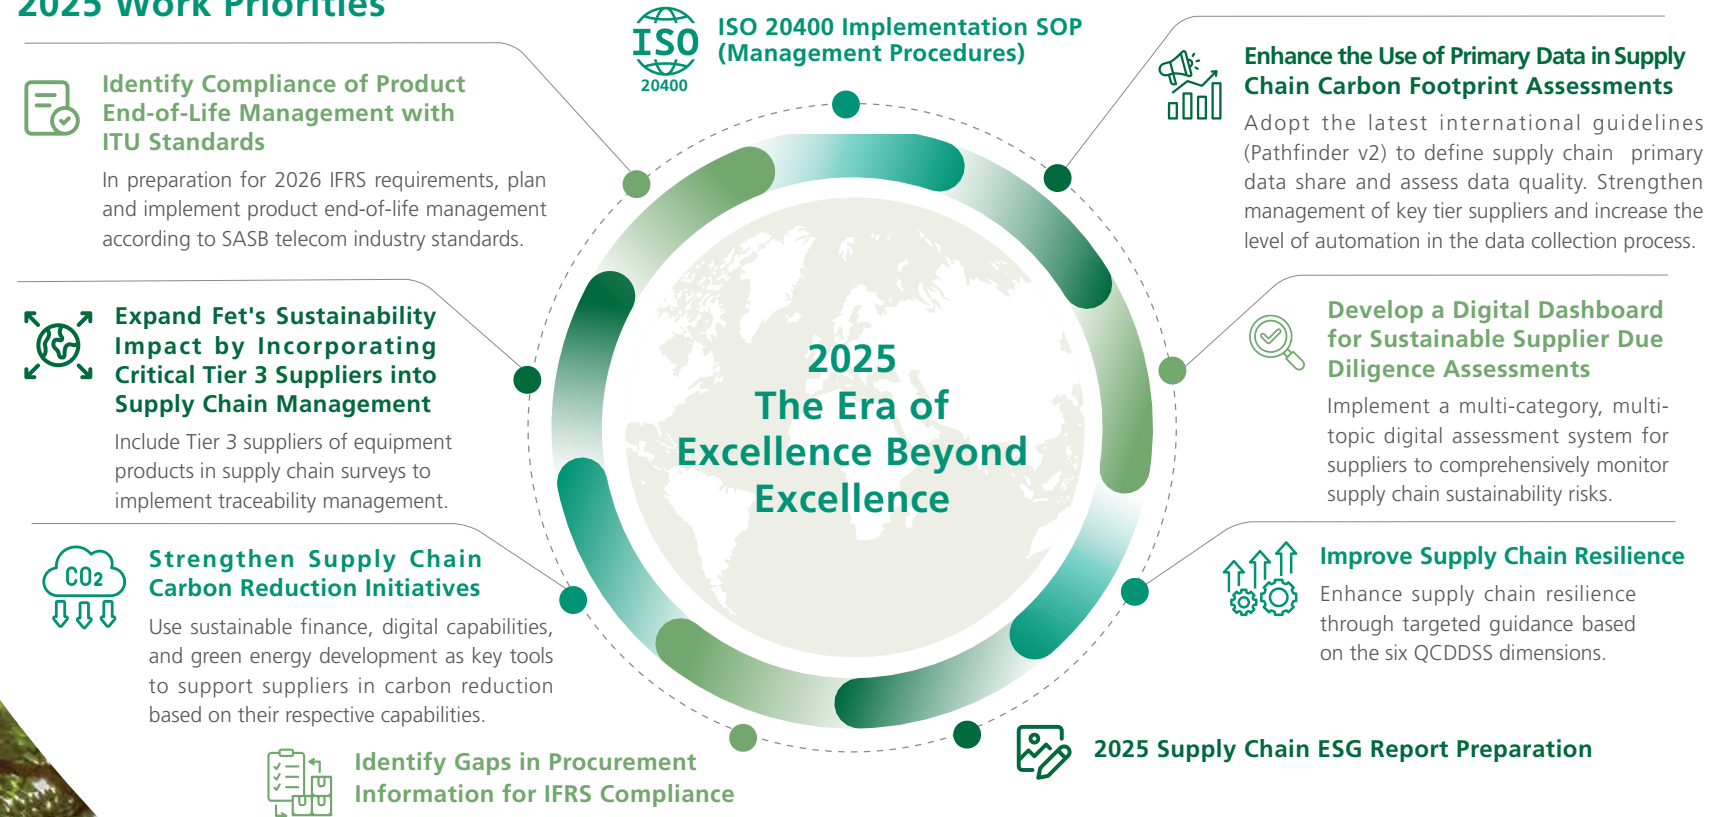 2025 Work Priorities
ISO
20400
ISO 20400 Implementation SOP
(Management Procedures)
Identify Compliance of Product
End-of-Life Management with
ITU Standards
In preparation for 2026 IFRS requirements, plan
and implement product end-of-life management
according to SASB telecom industry standards.
Expand Fet's Sustainability
Impact by Incorporating
Critical Tier 3 Suppliers into
Supply Chain Management
Include Tier 3 suppliers of equipment
products in supply chain surveys to
implement traceability management.
CO2
Strengthen Supply Chain
Carbon Reduction Initiatives
Use sustainable finance, digital capabilities,
and green energy development as key tools
to support suppliers in carbon reduction
based on their respective capabilities.
Identify Gaps in Procurement
Information for IFRS Compliance
2025
The Era of
Excellence Beyond
Excellence
Enhance the Use of Primary Data in Supply
Chain Carbon Footprint Assessments
Adopt the latest international guidelines
(Pathfinder v2) to define supply chain primary
data share and assess data quality. Strengthen
management of key tier suppliers and increase the
level of automation in the data collection process.
Develop a Digital Dashboard
for Sustainable Supplier Due
Diligence Assessments
Implement a multi-category, multi-
topic digital assessment system for
suppliers to comprehensively monitor
supply chain sustainability risks.
Improve Supply Chain Resilience
Enhance supply chain resilience
through targeted guidance based
on the six QCDDSS dimensions.
2025 Supply Chain ESG Report Preparation